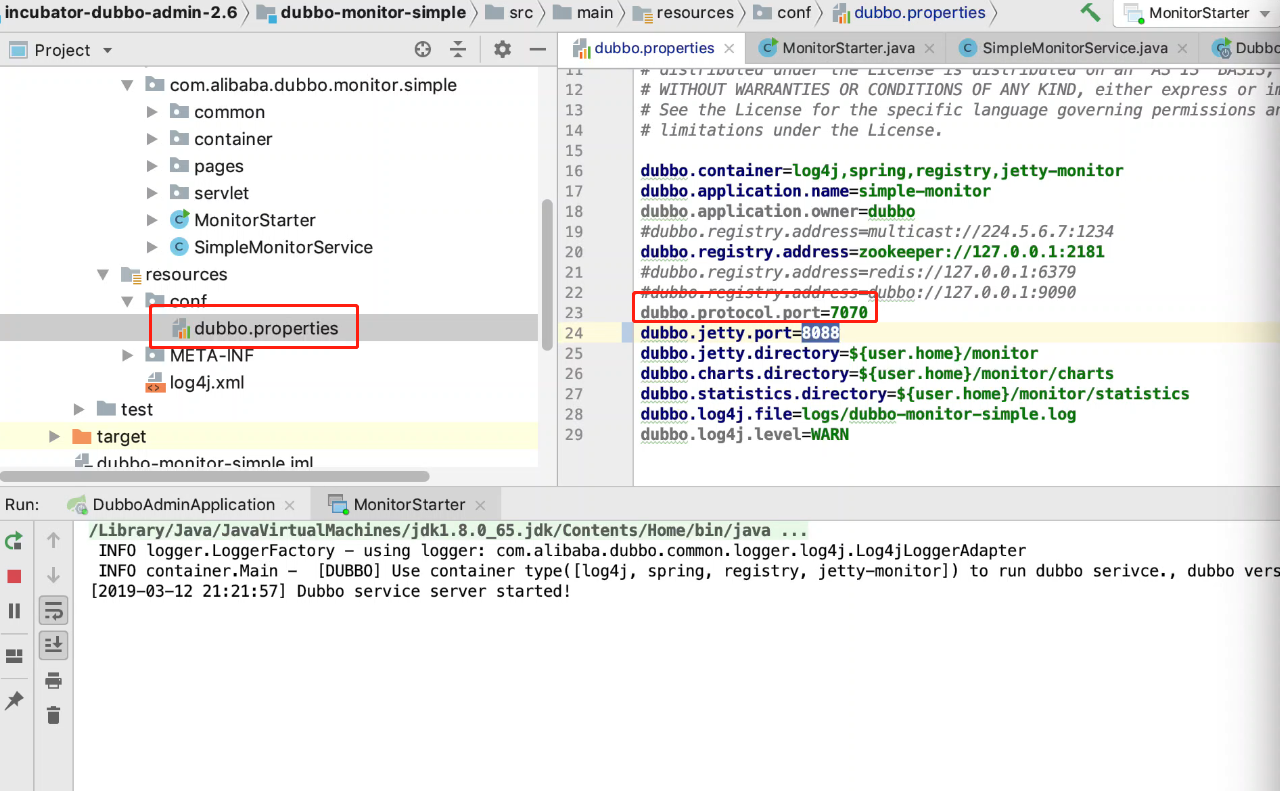 incubator-dubbo-admin-2.6 dubbo-monitor-simple src main resources conf dubbo.properties MonitorStarter
Project
dubbo.properties MonitorStarter.java SimpleMonitorService.java Dubbo
com.alibaba.dubbo.monitor.simple
common
container
pages
servlet
MonitorStarter
SimpleMonitorService
resources
conf
dubbo.properties
META-INF
log4j.xml
test
target
dubbo-monitor-simple.iml
11 # distributed under the License is distributed on an "AS IS" BASIS,
12 # WITHOUT WARRANTIES OR CONDITIONS OF ANY KIND, either express or im
13 # See the License for the specific language governing permissions an
14 # limitations under the License.
15
16 dubbo.container=log4j,spring,registry,jetty-monitor
17 dubbo.application.name=simple-monitor
18 dubbo.application.owner=dubbo
19 #dubbo.registry.address=multicast://224.5.6.7:1234
20 dubbo.registry.address=zookeeper://127.0.0.1:2181
21 #dubbo.registry.address=redis://127.0.0.1:6379
22 #dubbo.registry.address=dubbo://127.0.0.1:9090
23 dubbo.protocol.port=7070
24 dubbo.jetty.port=8088
25 dubbo.jetty.directory=${user.home}/monitor
26 dubbo.charts.directory=${user.home}/monitor/charts
27 dubbo.statistics.directory=${user.home}/monitor/statistics
28 dubbo.log4j.file=logs/dubbo-monitor-simple.log
29 dubbo.log4j.level=WARN
Run: DubboAdminApplication MonitorStarter
/Library/Java/JavaVirtualMachines/jdk1.8.0_65.jdk/Contents/Home/bin/java ...
INFO logger.LoggerFactory - using logger: com.alibaba.dubbo.common.logger.log4j.Log4jLoggerAdapter
INFO container.Main -  [DUBBO] Use container type([log4j, spring, registry, jetty-monitor]) to run dubbo serivce., dubbo vers
[2019-03-12 21:21:57] Dubbo service server started!